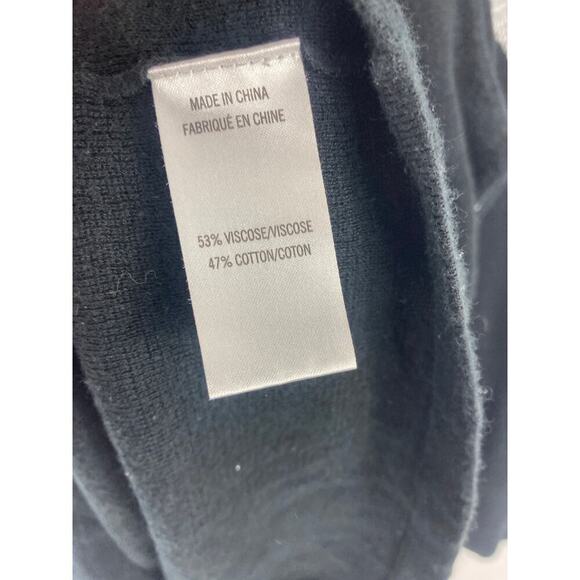 MADE IN CHINA
FABRIQUÉ EN CHINE
53% VISCOSE/VISCOSE
47% COTTON/COTON